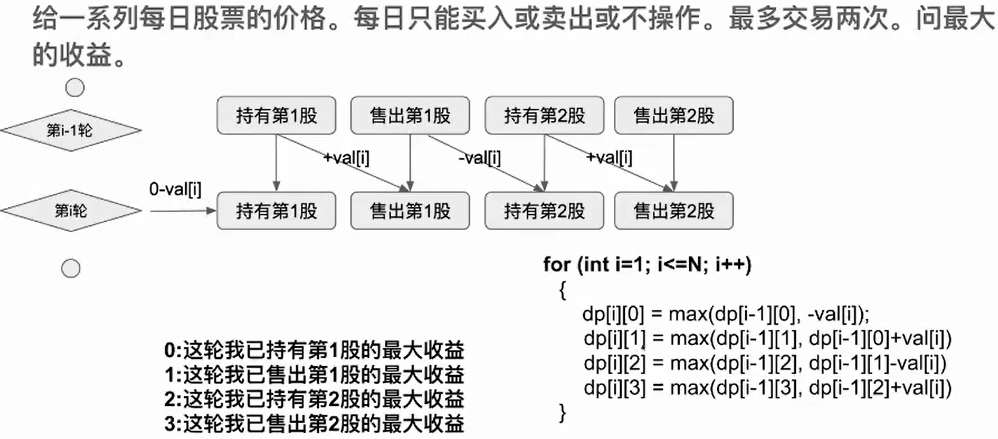 给一系列每日股票的价格。每日只能买入或卖出或不操作。最多交易两次。问最大
的收益。
第i-1轮
持有第1股 售出第1股 持有第2股 售出第2股
+val[i] -val[i] +val[i]
0-val[i]
第i轮
持有第1股 售出第1股 持有第2股 售出第2股
for (int i=1; i<=N; i++)
{
dp[i][0] = max(dp[i-1][0], -val[i]);
dp[i][1] = max(dp[i-1][1], dp[i-1][0]+val[i])
dp[i][2] = max(dp[i-1][2], dp[i-1][1]-val[i])
dp[i][3] = max(dp[i-1][3], dp[i-1][2]+val[i])
}
0:这轮我已持有第1股的最大收益
1:这轮我已售出第1股的最大收益
2:这轮我已持有第2股的最大收益
3:这轮我已售出第2股的最大收益